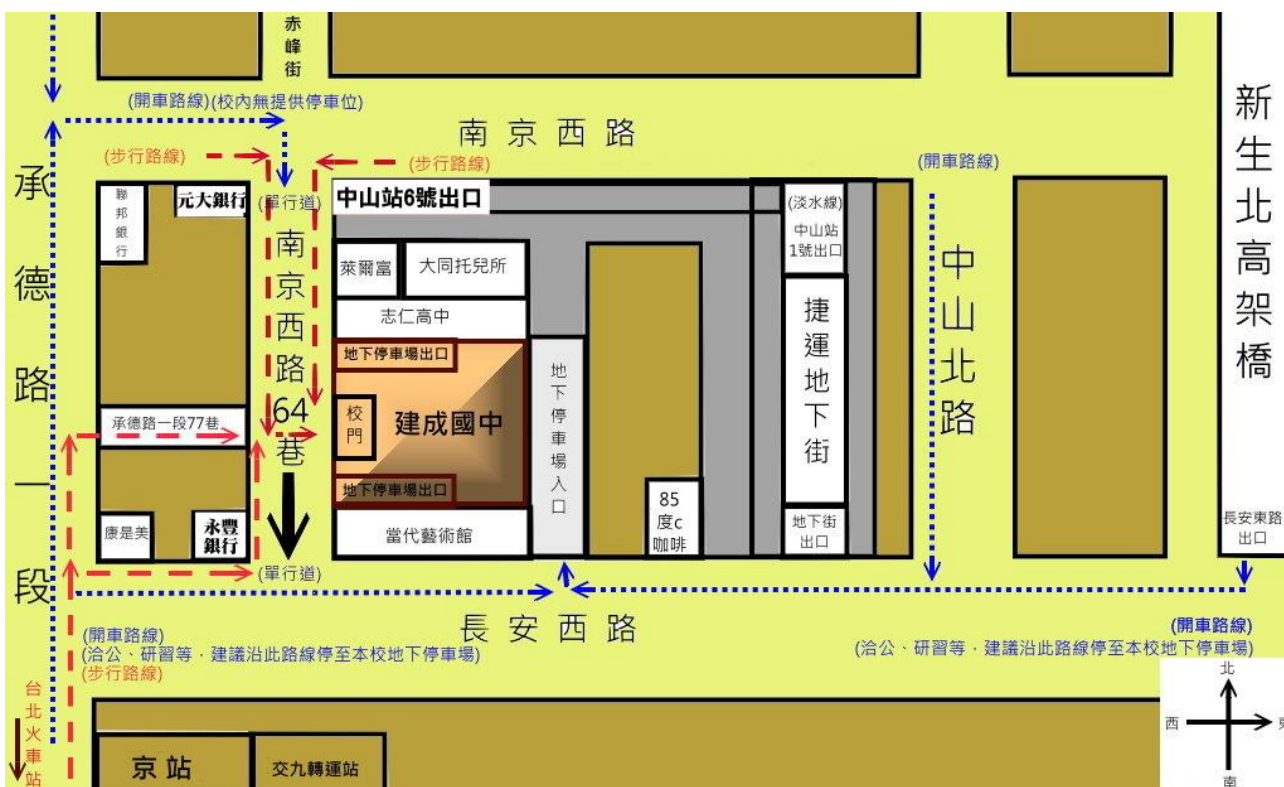 赤峰街
(開車路線)(校內無提供停車位)
南京西路
(步行路線)
(步行路線)
(開車路線)
新生北高架橋
承德路一段
聯邦銀行
元大銀行
(單行道)
中山站6號出口
(淡水線)
中山站
1號出口
南京西路64巷
萊爾富
大同托兒所
志仁高中
中山北路
捷運地下街
地下停車場出口
地下停車場入口
校門
建成國中
承德路一段77巷
地下停車場出口
85
度c
咖啡
康是美
永豐
銀行
當代藝術館
地下街
出口
長安東路
出口
(單行道)
長安西路
(開車路線)
(洽公、研習等，建議沿此路線停至本校地下停車場)
(步行路線)
(開車路線)
(洽公、研習等，建議沿此路線停至本校地下停車場)
台北火車站
京站
交九轉運站
北
西
東
南